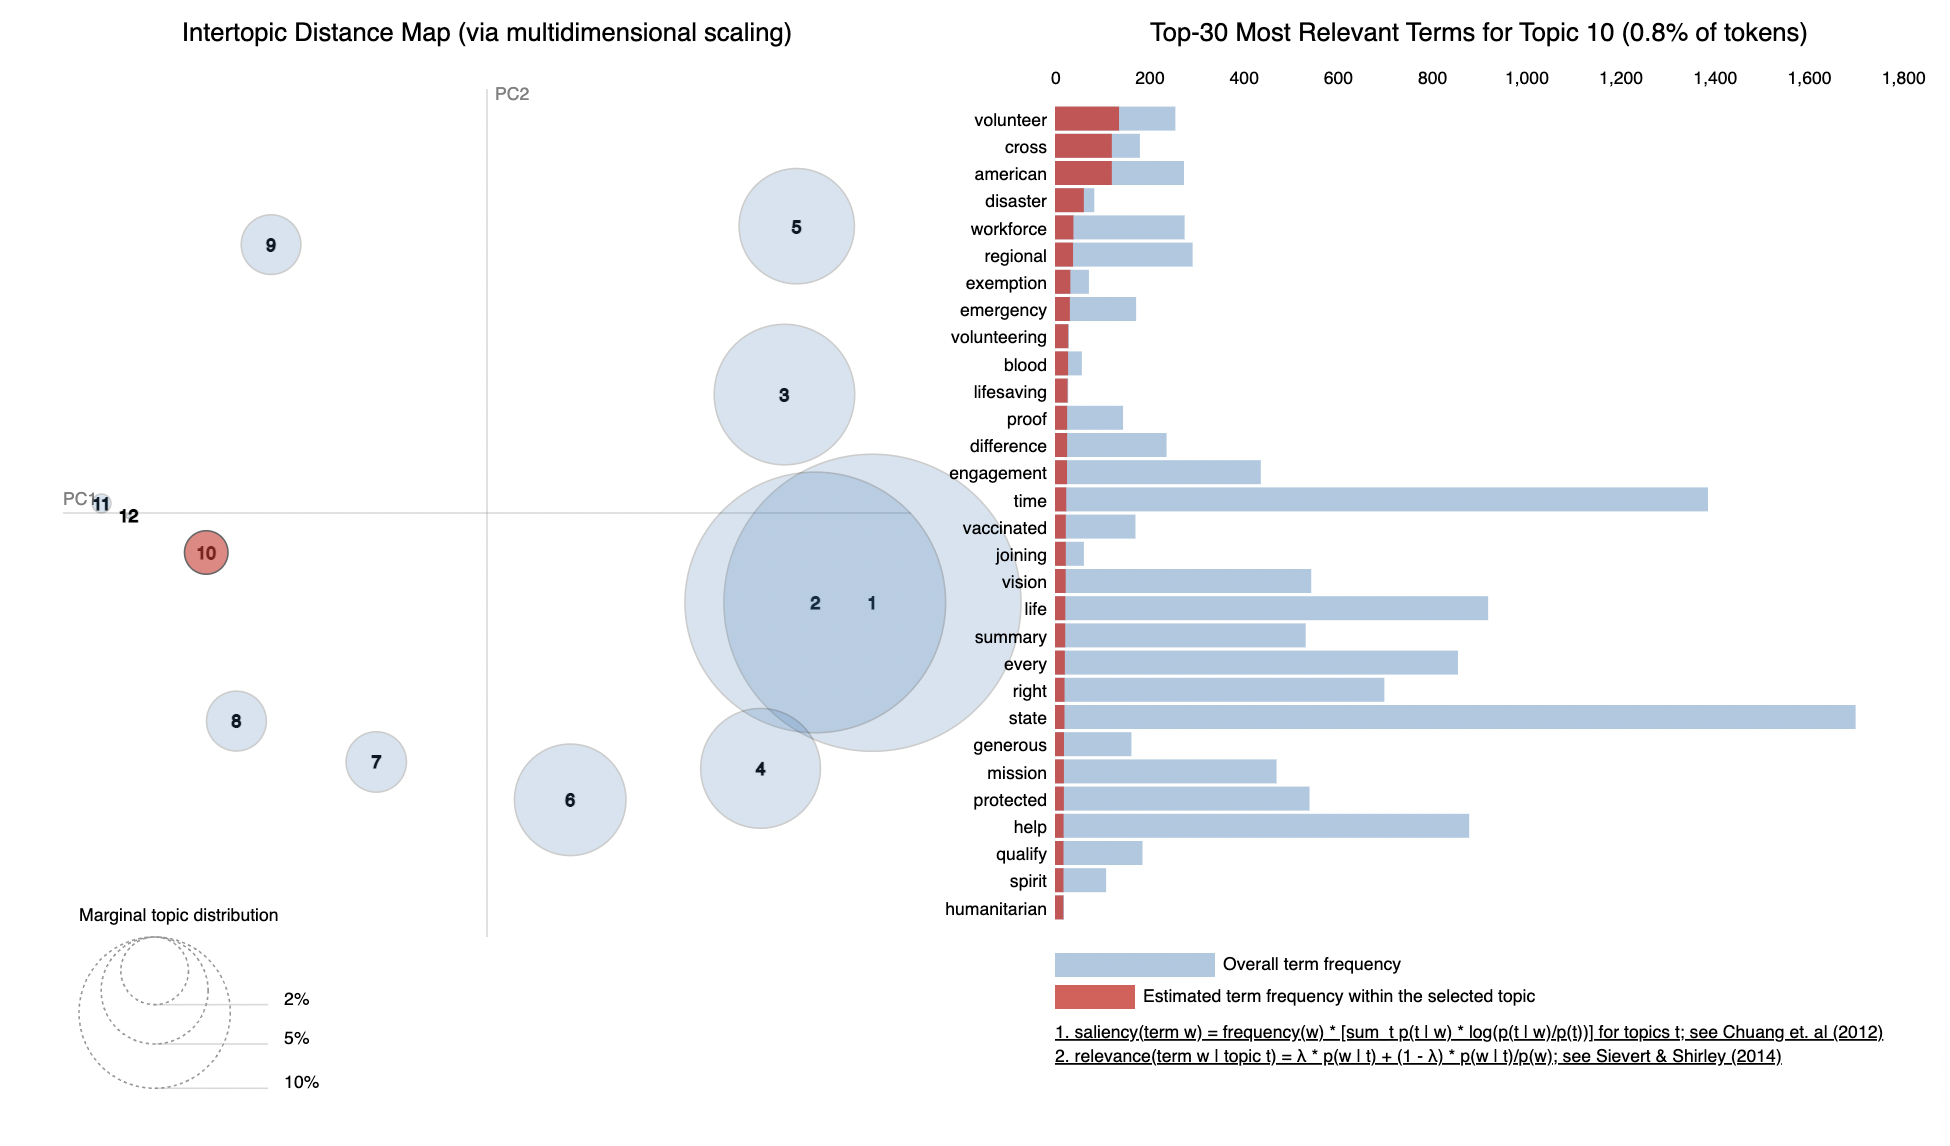 Intertopic Distance Map (via multidimensional scaling)
PC2
PC1
5
9
3
11
12
10
2
1
8
7
4
6
Marginal topic distribution
2%
5%
10%
Top-30 Most Relevant Terms for Topic 10 (0.8% of tokens)
0 200 400 600 800 1,000 1,200 1,400 1,600 1,800
volunteer
cross
american
disaster
workforce
regional
exemption
emergency
volunteering
blood
lifesaving
proof
difference
engagement
time
vaccinated
joining
vision
life
summary
every
right
state
generous
mission
protected
help
qualify
spirit
humanitarian
Overall term frequency
Estimated term frequency within the selected topic
1. saliency(term w) = frequency(w) * [sum_t p(t | w) * log(p(t | w)/p(t))] for topics t; see Chuang et. al (2012)
2. relevance(term w | topic t) = λ * p(w | t) + (1 - λ) * p(w | t)/p(w); see Sievert & Shirley (2014)